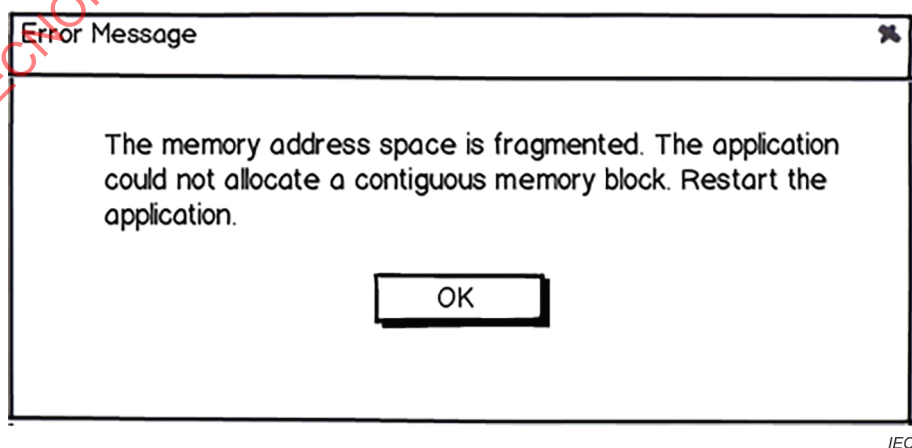 Error Message
The memory address space is fragmented. The application
could not allocate a contiguous memory block. Restart the
application.
OK
IEC